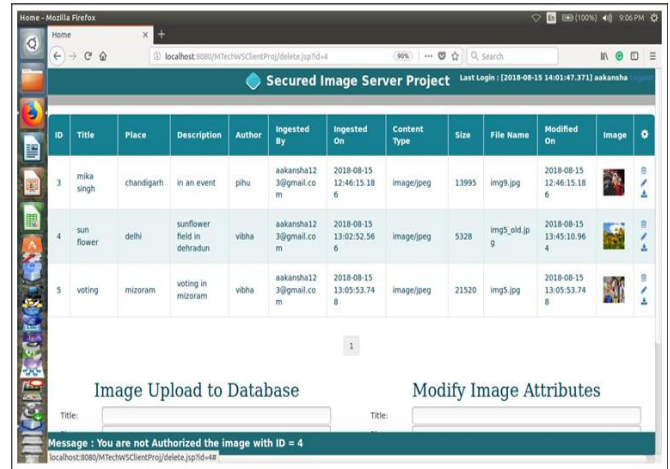 Home - Mozilla Firefox
En (100%) 9:06 PM
Home × +
localhost:8080/MTechWSClientProj/delete.jsp?id=4 90% Search
Secured Image Server Project Last Login : [2018-08-15 14:01:47.371] aakansha Logout
ID Title Place Description Author Ingested By Ingested On Content Type Size File Name Modified On Image
3 mika singh chandigarh in an event pihu aakansha123@gmail.com 2018-08-15 12:46:15.186 image/jpeg 13995 img9.jpg 2018-08-15 12:46:15.186
4 sun flower delhi sunflower field in dehradun vibha aakansha123@gmail.com 2018-08-15 13:02:52.566 image/jpeg 5328 img5_old.jpg 2018-08-15 13:45:10.964
5 voting mizoram voting in mizoram vibha aakansha123@gmail.com 2018-08-15 13:05:53.748 image/jpeg 21520 img5.jpg 2018-08-15 13:05:53.748
1
Image Upload to Database Modify Image Attributes
Title: Title:
Message : You are not Authorized the image with ID = 4
localhost:8080/MTechWSClientProj/delete.jsp?id=4#